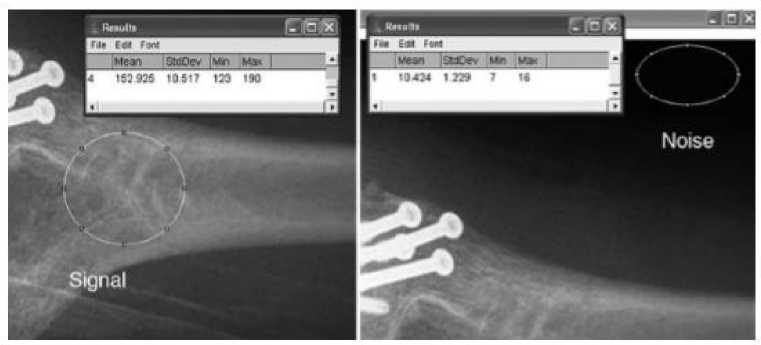 Results
File Edit Font
Mean StdDev Min Max
4 152.925 10.517 123 190
Signal
Results
File Edit Font
Mean StdDev Min Max
1 10.424 1.229 7 16
Noise